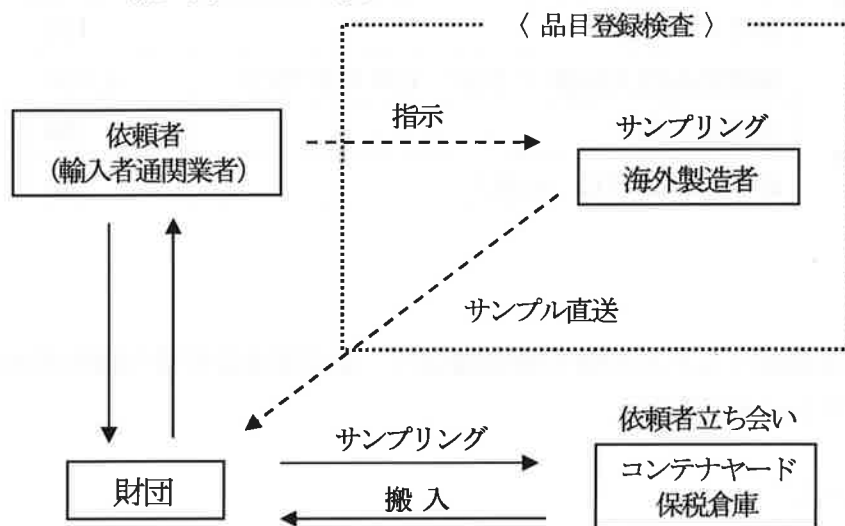 〈 品目登録検査 〉
指示
サンプリング
依頼者
(輸入者通関業者)
海外製造者
サンプル直送
依頼者立ち会い
サンプリング
財団
コンテナヤード
保税倉庫
搬 入